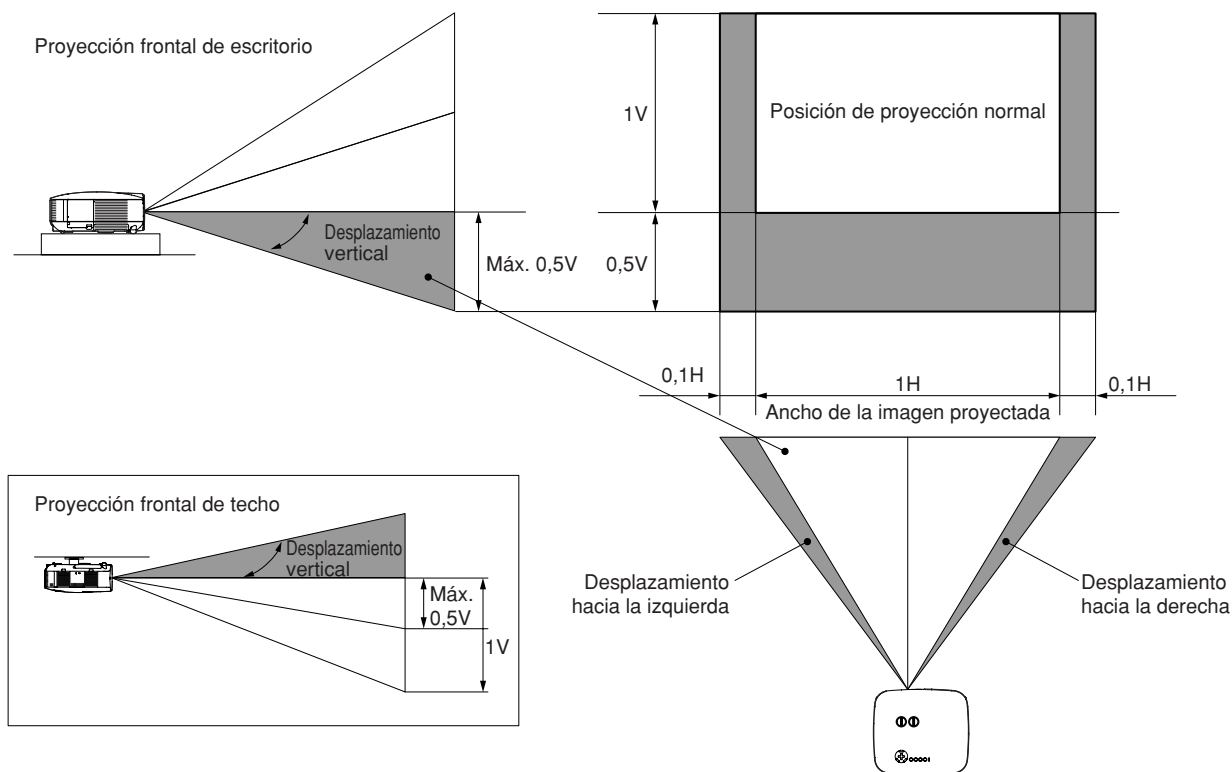 Proyección frontal de escritorio
Desplazamiento
vertical
Máx. 0,5V
1V
0,5V
Posición de proyección normal
0,1H
1H
0,1H
Ancho de la imagen proyectada
Desplazamiento
hacia la izquierda
Desplazamiento
hacia la derecha
Proyección frontal de techo
Desplazamiento
vertical
Máx.
0,5V
1V